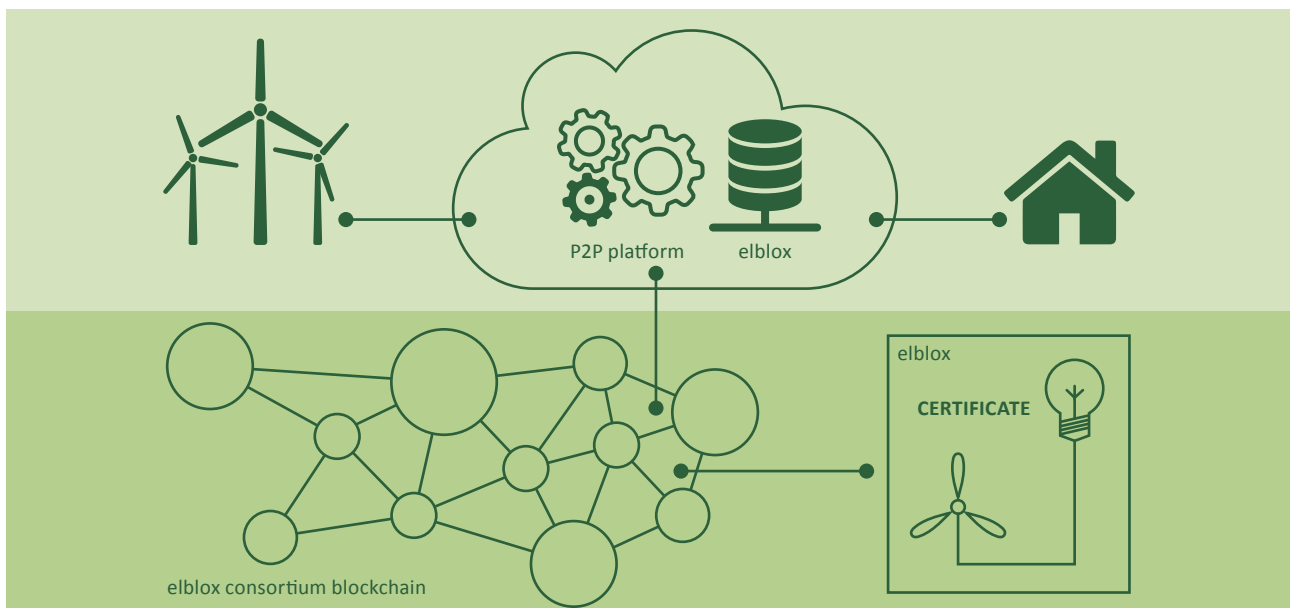 P2P platform
elblox
elblox
CERTIFICATE
elblox consortium blockchain